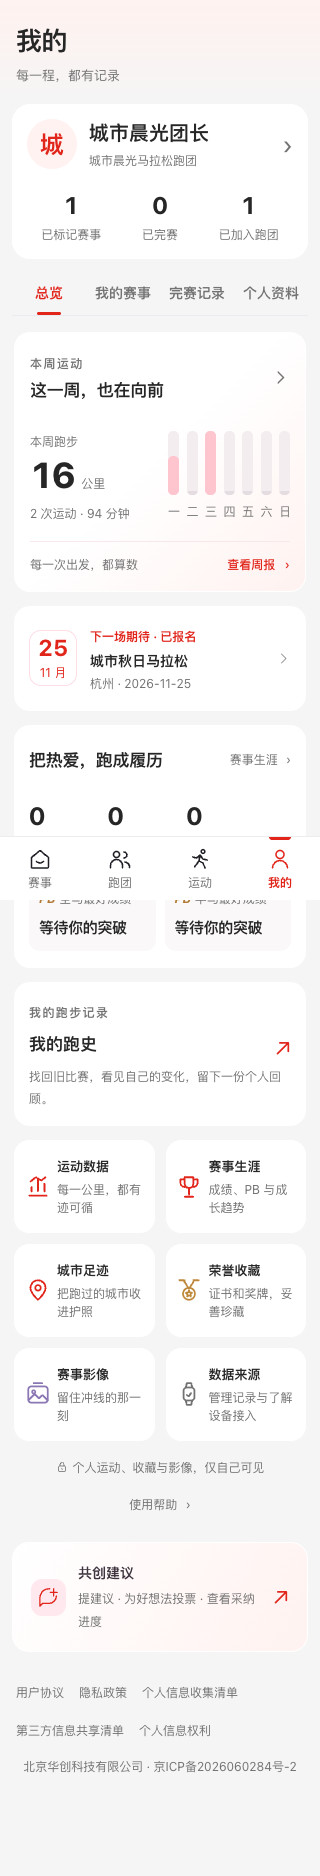 我的
每一程，都有记录
城
城市晨光团长
城市晨光马拉松跑团
›
1 0 1
已标记赛事 已完赛 已加入跑团
总览 我的赛事 完赛记录 个人资料
本周运动
这一周，也在向前
本周跑步
16 公里
2 次运动 · 94 分钟
一 二 三 四 五 六 日
每一次出发，都算数 查看周报 ›
25
11 月
下一场期待 · 已报名
城市秋日马拉松
杭州 · 2026-11-25
把热爱，跑成履历 赛事生涯 ›
0 0 0
赛事 跑团 运动 我的
等待你的突破 等待你的突破
我的跑步记录
我的跑史
找回旧比赛，看见自己的变化，留下一份个人回
顾。
运动数据
每一公里，都有
迹可循
赛事生涯
成绩、PB 与成
长趋势
城市足迹
把跑过的城市收
进护照
荣誉收藏
证书和奖牌，妥
善珍藏
赛事影像
留住冲线的那一
刻
数据来源
管理记录与了解
设备接入
个人运动、收藏与影像，仅自己可见
使用帮助 ›
共创建议
提建议 · 为好想法投票 · 查看采纳
进度
用户协议 隐私政策 个人信息收集清单
第三方信息共享清单 个人信息权利
北京华创科技有限公司 · 京ICP备2026060284号-2